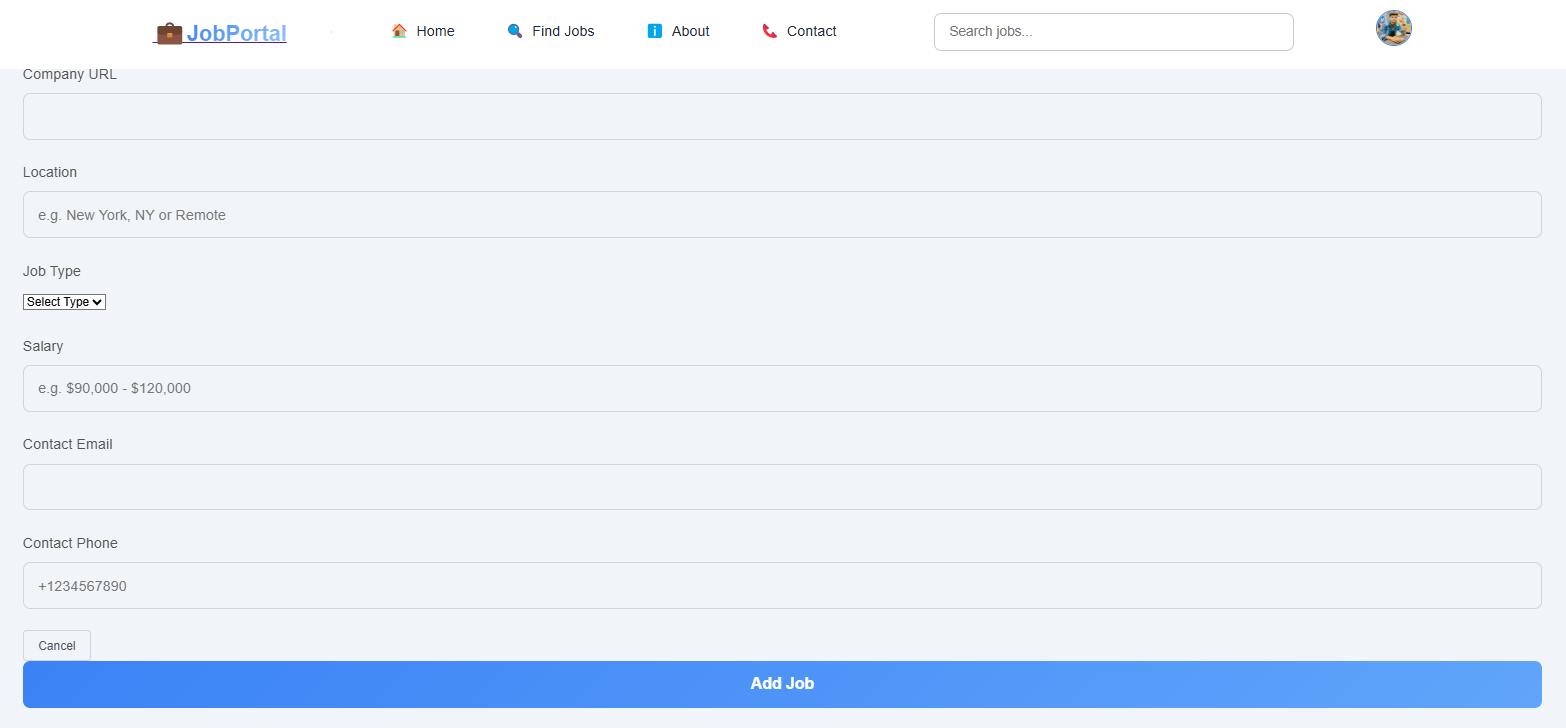 JobPortal
Home
Find Jobs
About
Contact
Search jobs...
Company URL
Location
e.g. New York, NY or Remote
Job Type
Select Type
Salary
e.g. $90,000 - $120,000
Contact Email
Contact Phone
+1234567890
Cancel
Add Job